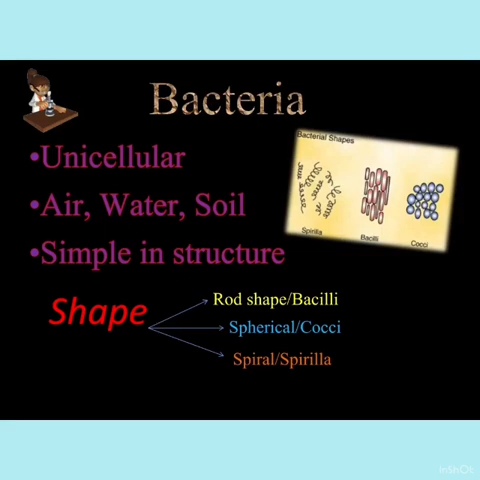 Bacteria
•Unicellular
•Air, Water, Soil
•Simple in structure
Bacterial Shapes
Spirilla
Bacilli
Cocci
Shape
Rod shape/Bacilli
Spherical/Cocci
Spiral/Spirilla
InShOt